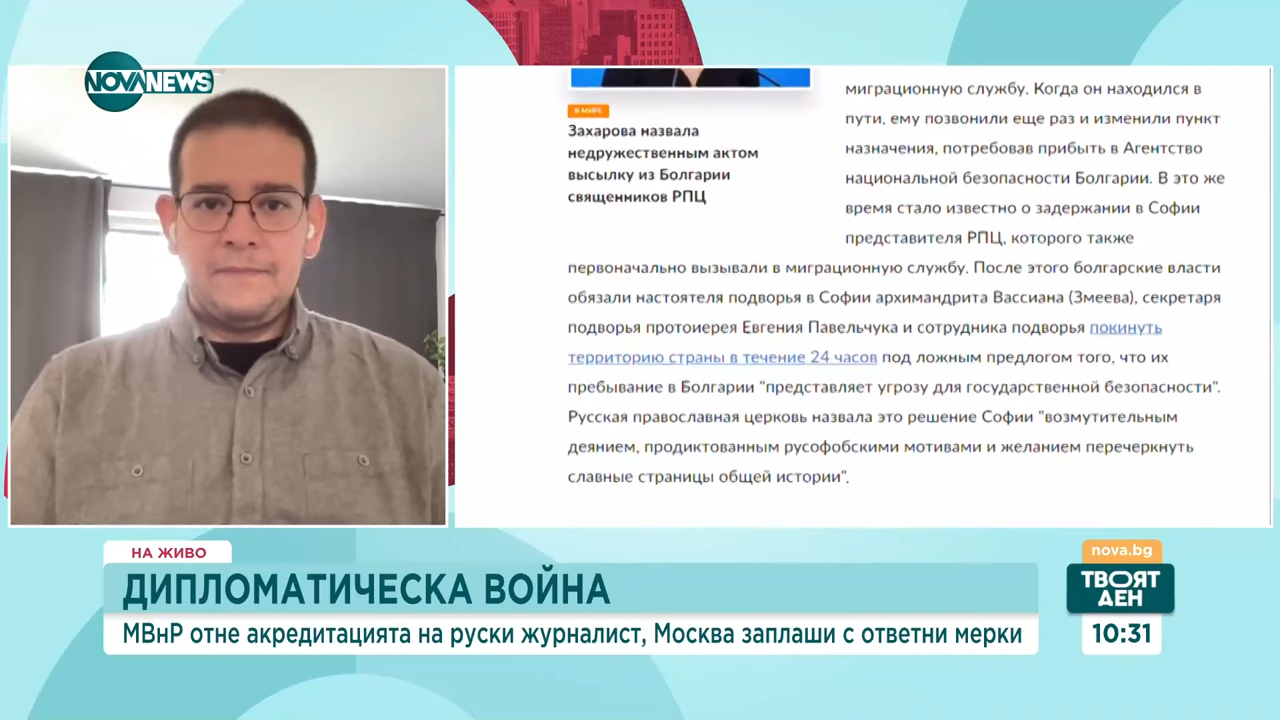 NOVA NEWS
В МИРЕ
Захарова назвала
недружественным актом
высылку из Болгарии
священников РПЦ
миграционную службу. Когда он находился в
пути, ему позвонили еще раз и изменили пункт
назначения, потребовав прибыть в Агентство
национальной безопасности Болгарии. В это же
время стало известно о задержании в Софии
представителя РПЦ, которого также
первоначально вызывали в миграционную службу. После этого болгарские власти
обязали настоятеля подворья в Софии архимандрита Вассиана (Змеева), секретаря
подворья протоиерея Евгения Павельчука и сотрудника подворья покинуть
территорию страны в течение 24 часов под ложным предлогом того, что их
пребывание в Болгарии "представляет угрозу для государственной безопасности".
Русская православная церковь назвала это решение Софии "возмутительным
деянием, продиктованным русофобскими мотивами и желанием перечеркнуть
славные страницы общей истории".
НА ЖИВО
ДИПЛОМАТИЧЕСКА ВОЙНА
МВнР отне акредитацията на руски журналист, Москва заплаши с ответни мерки
nova.bg
ТВОЯТ
ДЕН
10:31